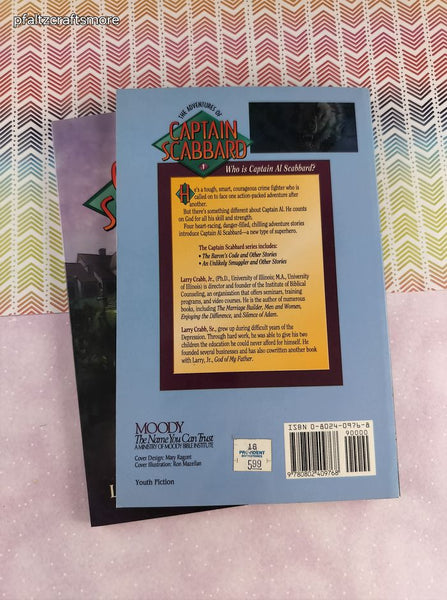 pfaltzcraftsmore
THE ADVENTURES OF
CAPTAIN
SCABBARD
1
Who is Captain Al Scabbard?
He's a tough, smart, courageous crime fighter who is
called on to face one action-packed adventure after
another.
But there's something different about Captain Al. He counts
on God for all his skill and strength.
Four heart-racing, danger-filled, chilling adventure stories
introduce Captain Al Scabbard—a new type of superhero.
The Captain Scabbard series includes:
• The Baron's Code and Other Stories
• An Unlikely Smuggler and Other Stories
Larry Crabb, Jr., (Ph.D., University of Illinois; M.A., University
of Illinois) is director and founder of the Institute of Biblical
Counseling, an organization that offers seminars, training
programs, and video courses. He is the author of numerous
books, including The Marriage Builder, Men and Women,
Enjoying the Difference, and Silence of Adam.
Larry Crabb, Sr., grew up during difficult years of the
Depression. Through hard work, he was able to give his two
children the education he could never afford for himself. He
founded several businesses and has also cowritten another book
with Larry, Jr., God of My Father.
MOODY
The Name You Can Trust
A MINISTRY OF MOODY BIBLE INSTITUTE
Cover Design: Mary Ragont
Cover Illustration: Ron Mazellan
Youth Fiction
16
PROVIDENT
BOOKSTORES
5.99
ISBN 0-8024-0976-8
90000
9 780802 409768